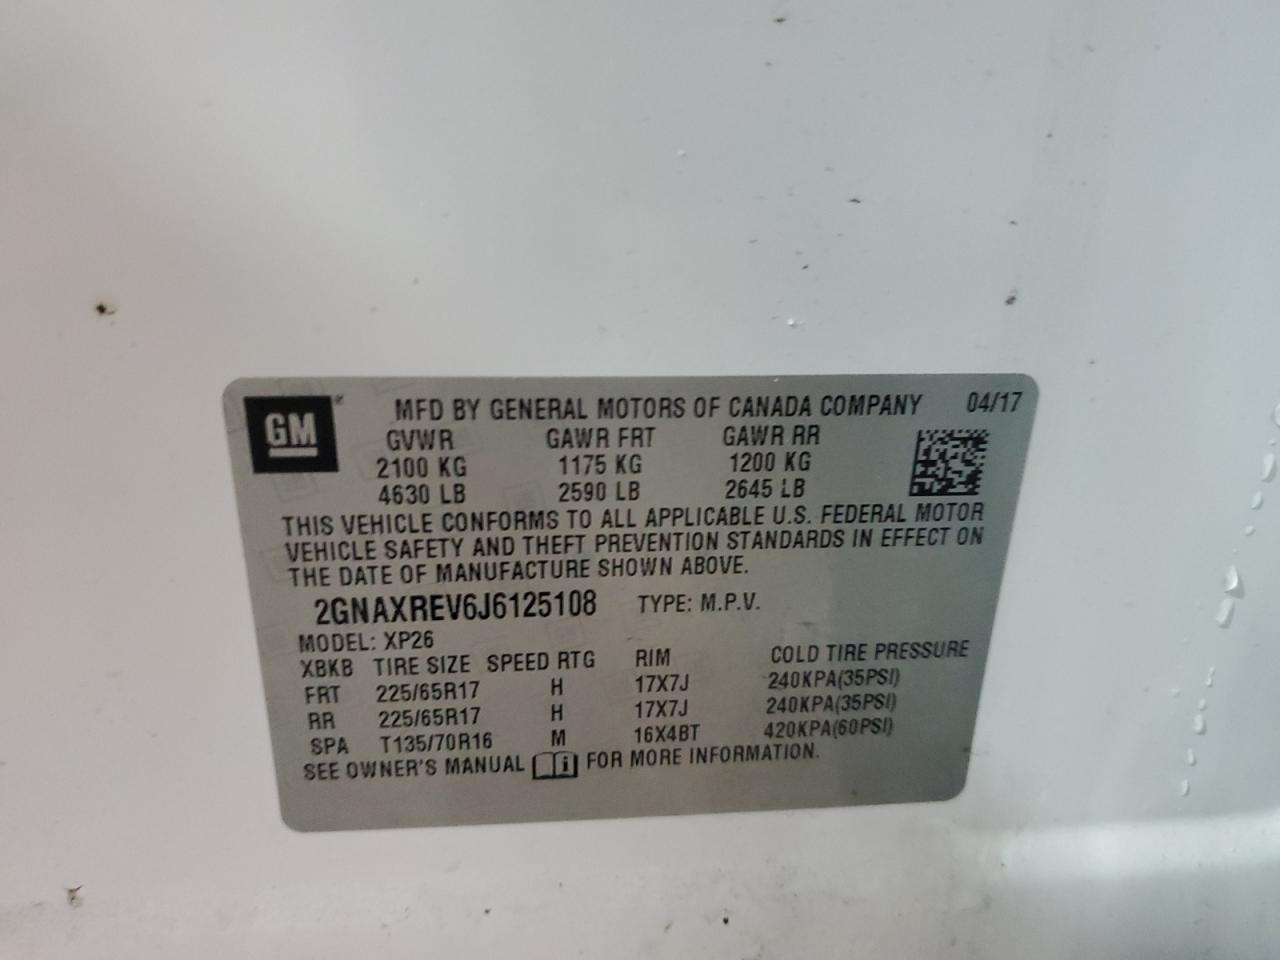 GM MFD BY GENERAL MOTORS OF CANADA COMPANY 04/17
GVWR GAWR FRT GAWR RR
2100 KG 1175 KG 1200 KG
4630 LB 2590 LB 2645 LB
THIS VEHICLE CONFORMS TO ALL APPLICABLE U.S. FEDERAL MOTOR
VEHICLE SAFETY AND THEFT PREVENTION STANDARDS IN EFFECT ON
THE DATE OF MANUFACTURE SHOWN ABOVE.
2GNAXREV6J6125108 TYPE: M.P.V.
MODEL: XP26
XBKB TIRE SIZE SPEED RTG RIM COLD TIRE PRESSURE
FRT 225/65R17 H 17X7J 240KPA(35PSI)
RR 225/65R17 H 17X7J 240KPA(35PSI)
SPA T135/70R16 M 16X4BT 420KPA(60PSI)
SEE OWNER'S MANUAL i FOR MORE INFORMATION.